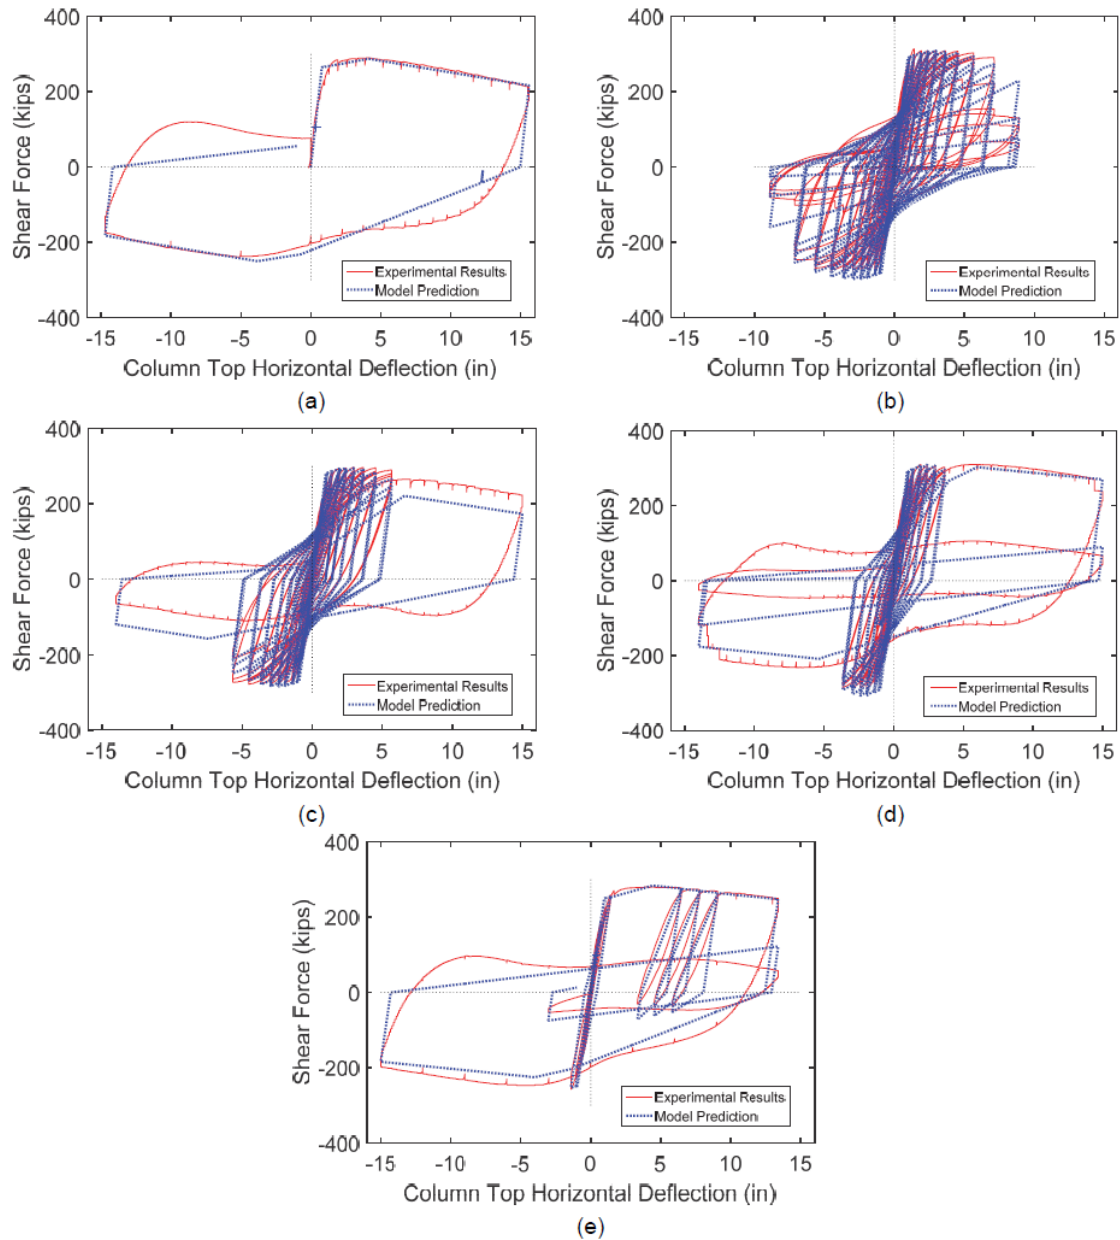 400
200
0
-200
-400
Shear Force (kips)
-15 -10 -5 0 5 10 15
Column Top Horizontal Deflection (in)
Experimental Results
Model Prediction
(a)
400
200
0
-200
-400
Shear Force (kips)
-15 -10 -5 0 5 10 15
Column Top Horizontal Deflection (in)
Experimental Results
Model Prediction
(b)
400
200
0
-200
-400
Shear Force (kips)
-15 -10 -5 0 5 10 15
Column Top Horizontal Deflection (in)
Experimental Results
Model Prediction
(c)
400
200
0
-200
-400
Shear Force (kips)
-15 -10 -5 0 5 10 15
Column Top Horizontal Deflection (in)
Experimental Results
Model Prediction
(d)
400
200
0
-200
-400
Shear Force (kips)
-15 -10 -5 0 5 10 15
Column Top Horizontal Deflection (in)
Experimental Results
Model Prediction
(e)